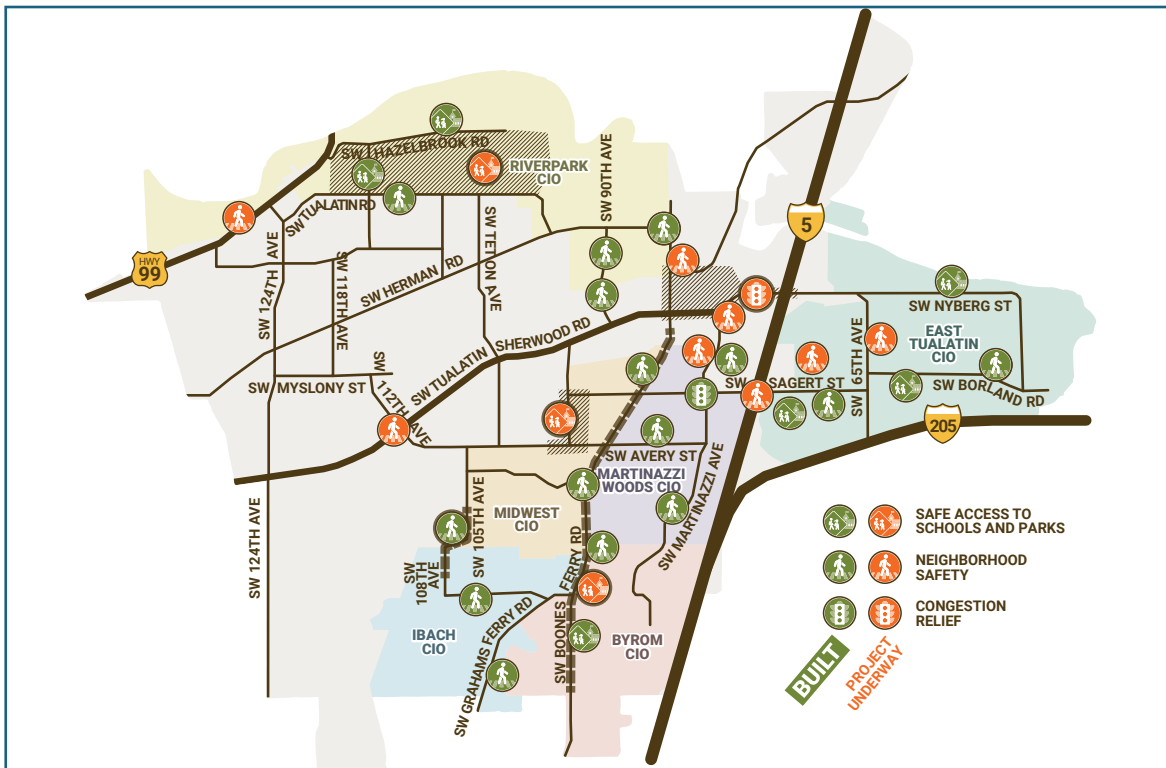 SW HAZELBROOK RD
RIVERPARK
CIO
SW 90TH AVE
SW TUALATIN RD
HWY
99
SW 124TH AVE
SW 118TH AVE
SW HERMAN RD
SW TETON AVE
5
SW NYBERG ST
EAST
TUALATIN
CIO
SW 65TH AVE
SW TUALATIN SHERWOOD RD
SW MYSLONY ST
SW 112TH AVE
SW SAGERT ST
SW BORLAND RD
205
SW AVERY ST
MARTINAZZI
WOODS CIO
SW MARTINAZZI AVE
MIDWEST
CIO
SW 105TH AVE
SW
108TH
AVE
SW 124TH AVE
SW BOONES FERRY RD
IBACH
CIO
SW GRAHAMS FERRY RD
BYROM
CIO
SAFE ACCESS TO
SCHOOLS AND PARKS
NEIGHBORHOOD
SAFETY
CONGESTION
RELIEF
BUILT
PROJECT
UNDERWAY